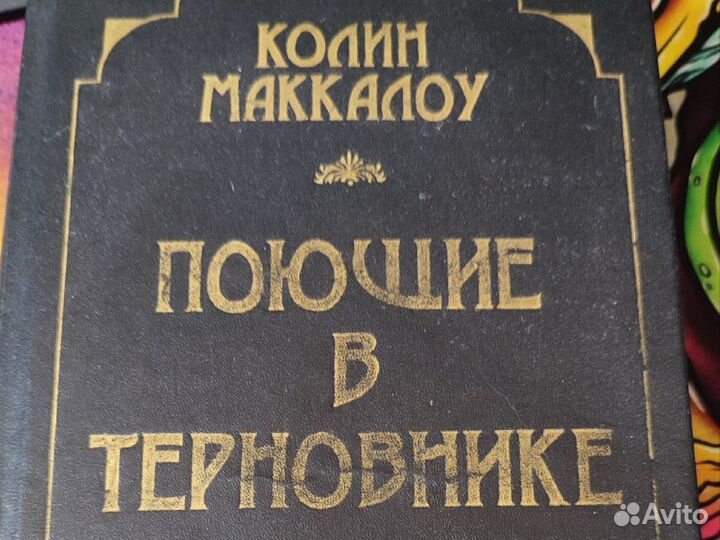 КОЛИН
МАККАЛОУ
ПОЮЩИЕ
В
ТЕРНОВНИКЕ
Avito